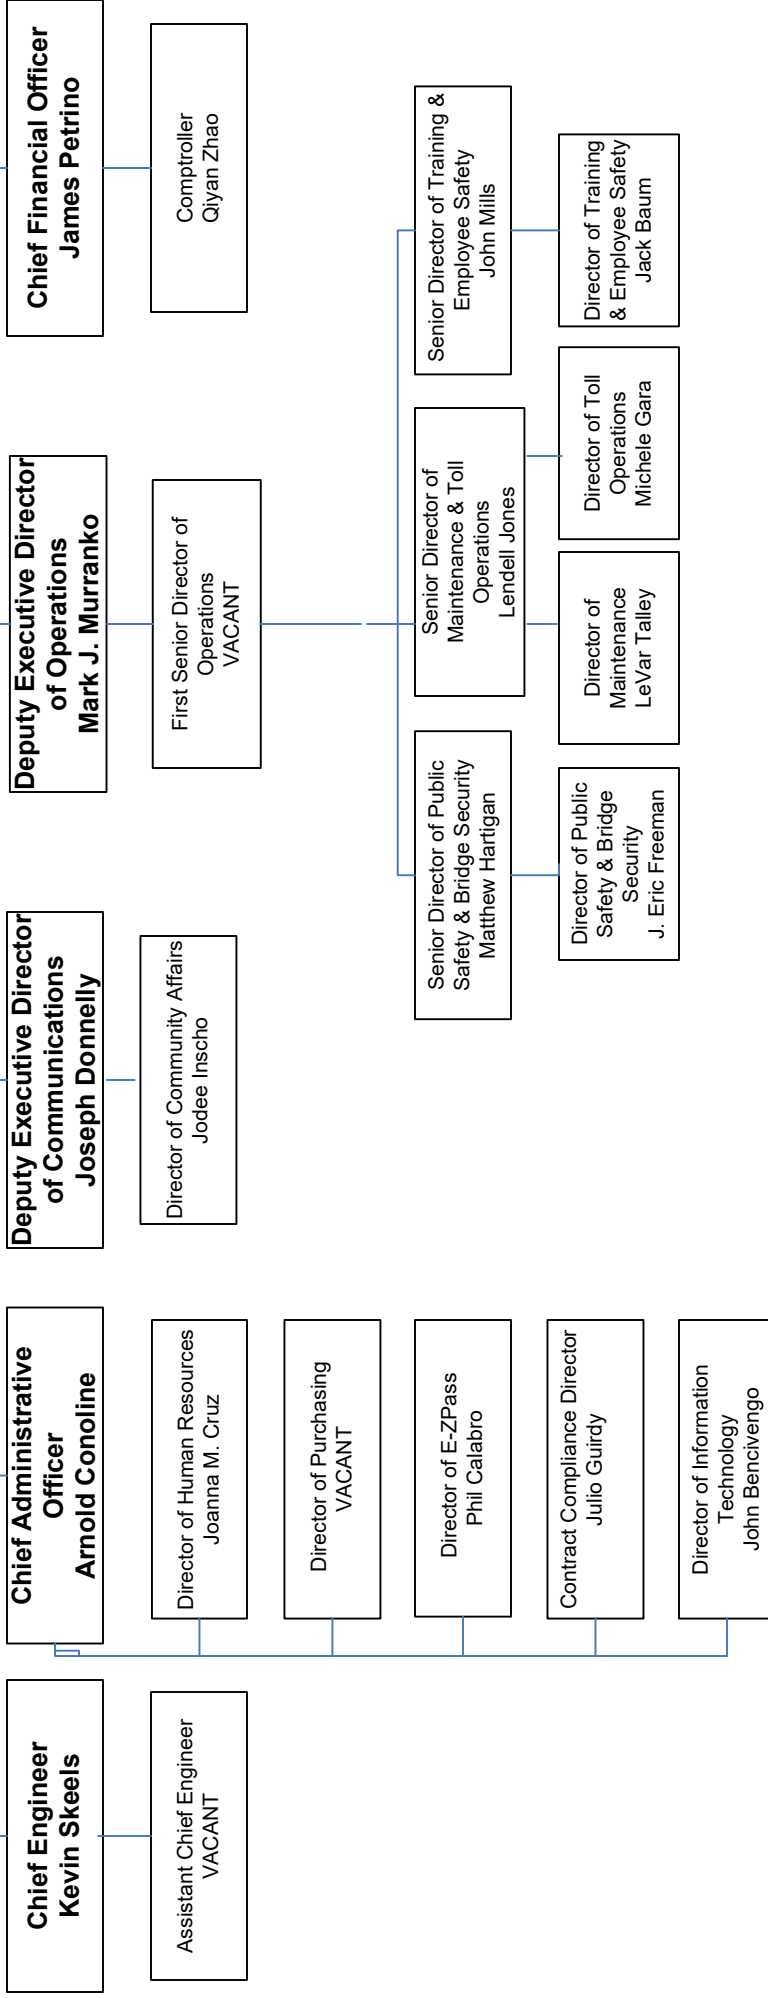 Chief Engineer
Kevin Skeels
Assistant Chief Engineer
VACANT
Chief Administrative
Officer
Arnold Conoline
Director of Human Resources
Joanna M. Cruz
Director of Purchasing
VACANT
Director of E-ZPass
Phil Calabro
Contract Compliance Director
Julio Guirdy
Director of Information
Technology
John Bencivengo
Deputy Executive Director
of Communications
Joseph Donnelly
Director of Community Affairs
Jodee Inscho
Deputy Executive Director
of Operations
Mark J. Murranko
First Senior Director of
Operations
VACANT
Senior Director of Public
Safety & Bridge Security
Matthew Hartigan
Director of Public
Safety & Bridge
Security
J. Eric Freeman
Senior Director of
Maintenance & Toll
Operations
Lendell Jones
Director of
Maintenance
LeVar Talley
Director of Toll
Operations
Michele Gara
Senior Director of Training &
Employee Safety
John Mills
Director of Training
& Employee Safety
Jack Baum
Chief Financial Officer
James Petrino
Comptroller
Qiyan Zhao